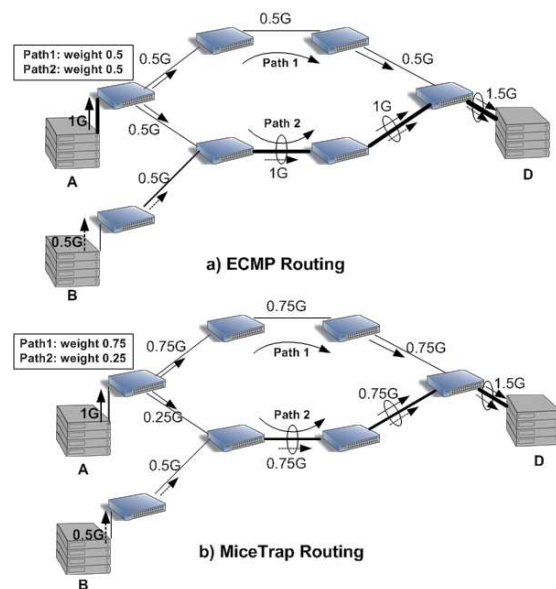 0.5G
Path1: weight 0.5
Path2: weight 0.5
0.5G
Path 1
0.5G
1G
0.5G
Path 2
1G
1.5G
A
0.5G
1G
D
0.5G
B
a) ECMP Routing
0.75G
Path1: weight 0.75
Path2: weight 0.25
0.75G
Path 1
0.75G
1G
0.25G
Path 2
0.75G
1.5G
A
0.5G
0.75G
D
0.5G
B
b) MiceTrap Routing